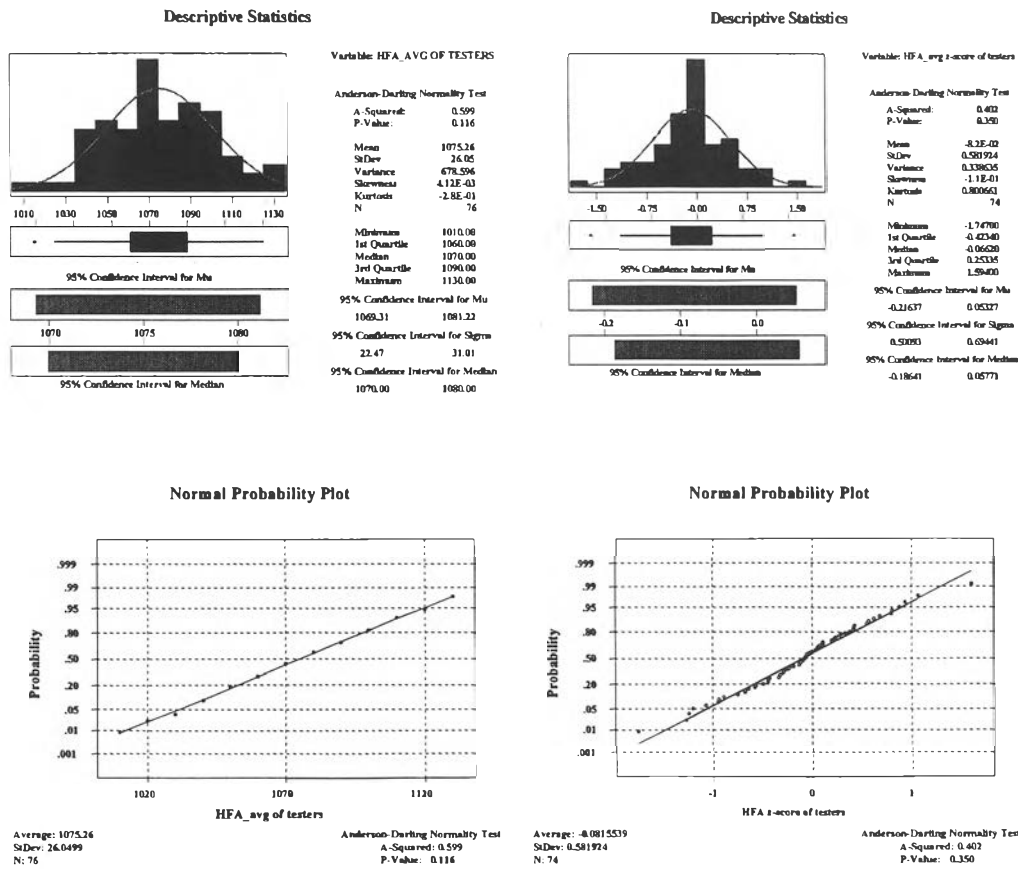 Descriptive Statistics
Variable: HFA_AVG OF TESTERS
Anderson-Darling Normality Test
A-Squared: 0.599
P-Value: 0.116
Mean 1075.26
StDev 26.05
Variance 678.596
Skewness 4.12E-03
Kurtosis -2.8E-01
N 76
Minimum 1010.00
1st Quartile 1060.00
Median 1070.00
3rd Quartile 1090.00
Maximum 1130.00
95% Confidence Interval for Mu
1069.31 1081.22
95% Confidence Interval for Sigma
22.47 31.01
95% Confidence Interval for Median
1070.00 1080.00
1010 1030 1050 1070 1090 1110 1130
95% Confidence Interval for Mu
1070 1075 1080
95% Confidence Interval for Median
Descriptive Statistics
Variable: HFA_avg z-score of testers
Anderson-Darling Normality Test
A-Squared: 0.402
P-Value: 0.350
Mean -8.2E-02
StDev 0.581924
Variance 0.338635
Skewness -1.1E-01
Kurtosis 0.800661
N 74
Minimum -1.74700
1st Quartile -0.42340
Median -0.06620
3rd Quartile 0.25335
Maximum 1.59400
95% Confidence Interval for Mu
-0.21637 0.05327
95% Confidence Interval for Sigma
0.50093 0.69441
95% Confidence Interval for Median
-0.18641 0.05771
-1.50 -0.75 -0.00 0.75 1.50
95% Confidence Interval for Mu
-0.2 -0.1 0.0
95% Confidence Interval for Median
Normal Probability Plot
.999
.99
.95
.80
.50
.20
.05
.01
.001
Probability
1020 1070 1120
HFA_avg of testers
Average: 1075.26
StDev: 26.0499
N: 76
Anderson-Darling Normality Test
A-Squared: 0.599
P-Value: 0.116
Normal Probability Plot
.999
.99
.95
.80
.50
.20
.05
.01
.001
Probability
-1 0 1
HFA z-score of testers
Average: -0.0815539
StDev: 0.581924
N: 74
Anderson-Darling Normality Test
A-Squared: 0.402
P-Value: 0.350